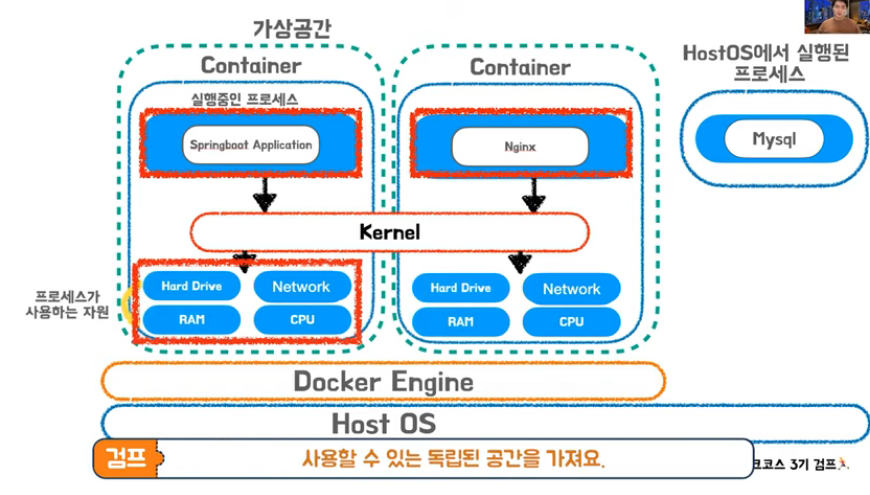 가상공간
Container
실행중인 프로세스
Springboot Application
Container
Nginx
HostOS에서 실행된
프로세스
Mysql
Kernel
프로세스가
사용하는 자원
Hard Drive
Network
RAM
CPU
Hard Drive
Network
RAM
CPU
Docker Engine
Host OS
검프
사용할 수 있는 독립된 공간을 가져요.
코스 3기 검프